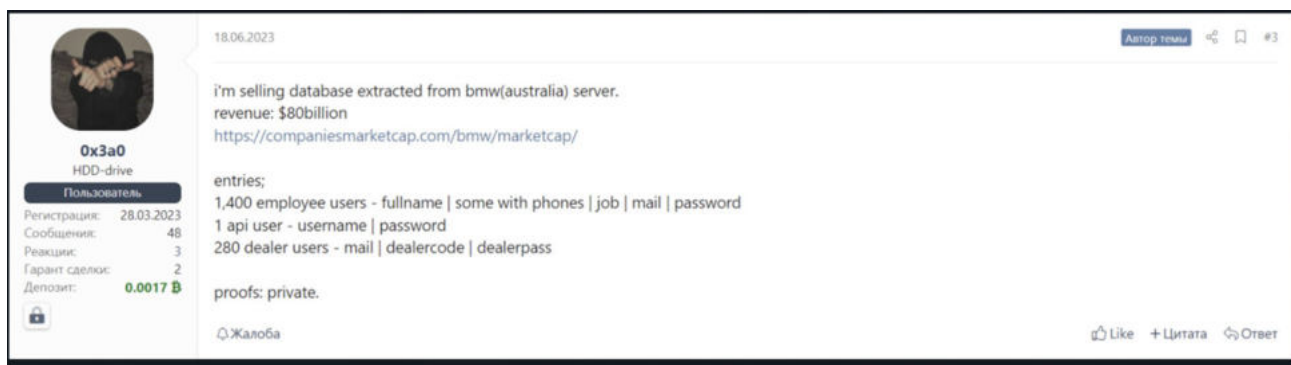 18.06.2023
Автор темы
#3
i'm selling database extracted from bmw(australia) server.
revenue: $80billion
https://companiesmarketcap.com/bmw/marketcap/
entries;
1,400 employee users - fullname | some with phones | job | mail | password
1 api user - username | password
280 dealer users - mail | dealercode | dealerpass
proofs: private.
0x3a0
HDD-drive
Пользователь
Регистрация: 28.03.2023
Сообщения: 48
Реакции: 3
Гарант сделки: 2
Депозит: 0.0017 ₿
Жалоба
Like +Цитата Ответ